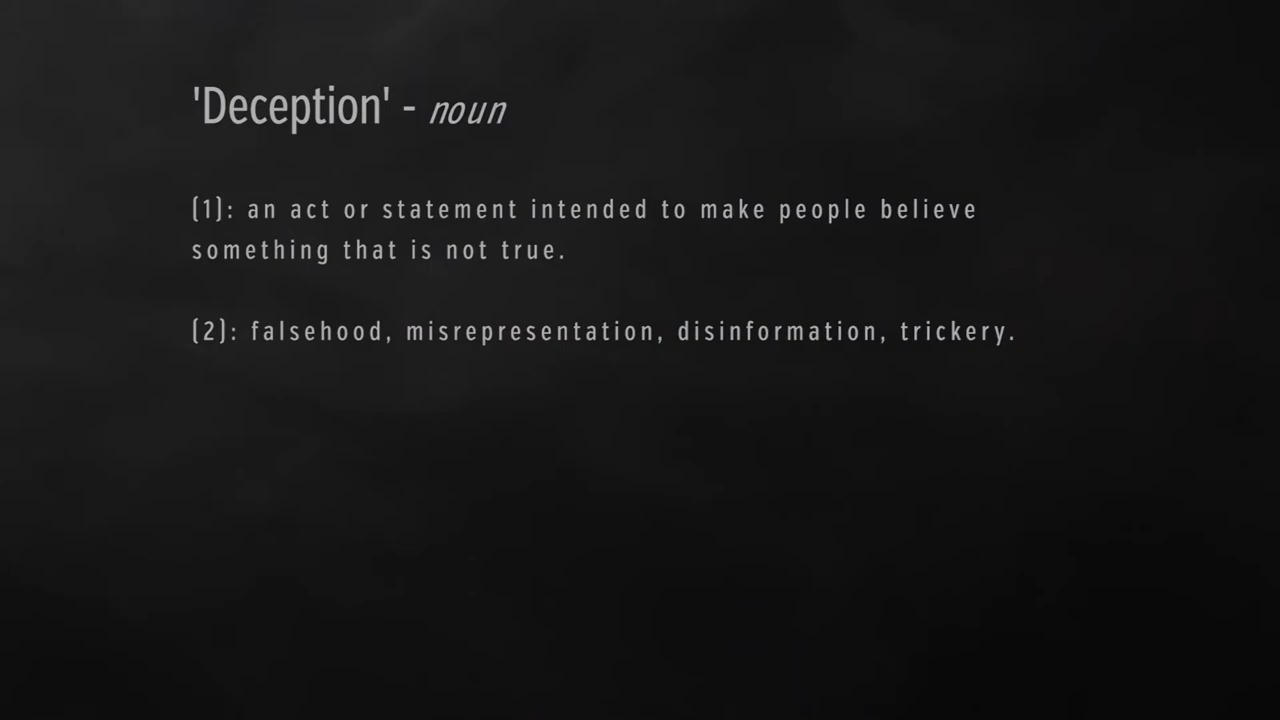 'Deception' - noun
(1): an act or statement intended to make people believe
something that is not true.
(2): falsehood, misrepresentation, disinformation, trickery.